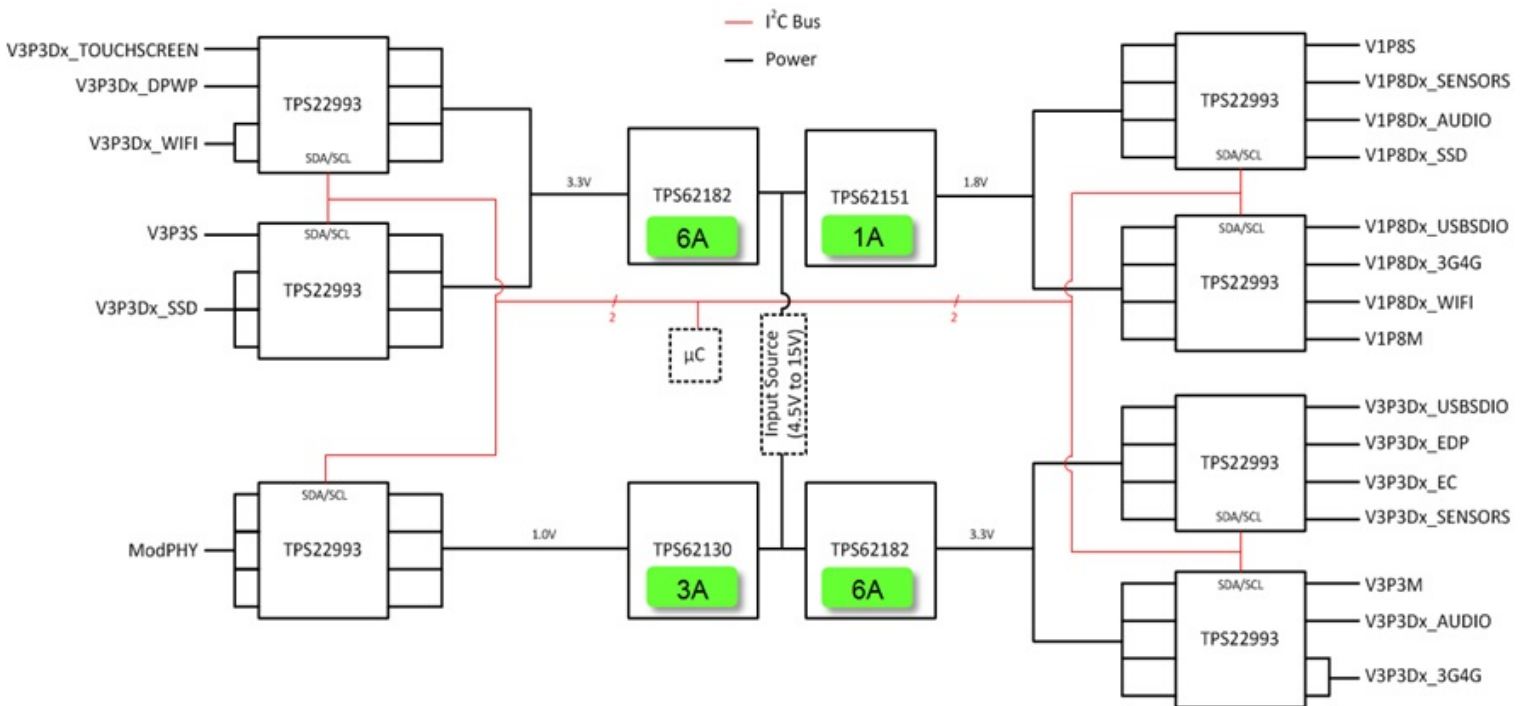 I²C Bus
Power
V3P3Dx_TOUCHSCREEN
V3P3Dx_DPWP
V3P3Dx_WIFI
TPS22993
SDA/SCL
V3P3S
V3P3Dx_SSD
SDA/SCL
TPS22993
3.3V
TPS62182
6A
TPS62151
1A
1.8V
TPS22993
SDA/SCL
V1P8S
V1P8Dx_SENSORS
V1P8Dx_AUDIO
V1P8Dx_SSD
SDA/SCL
TPS22993
V1P8Dx_USBSDIO
V1P8Dx_3G4G
V1P8Dx_WIFI
V1P8M
2
2
µC
Input Source
(4.5V to 15V)
ModPHY
SDA/SCL
TPS22993
1.0V
TPS62130
3A
TPS62182
6A
3.3V
TPS22993
SDA/SCL
V3P3Dx_USBSDIO
V3P3Dx_EDP
V3P3Dx_EC
V3P3Dx_SENSORS
SDA/SCL
TPS22993
V3P3M
V3P3Dx_AUDIO
V3P3Dx_3G4G